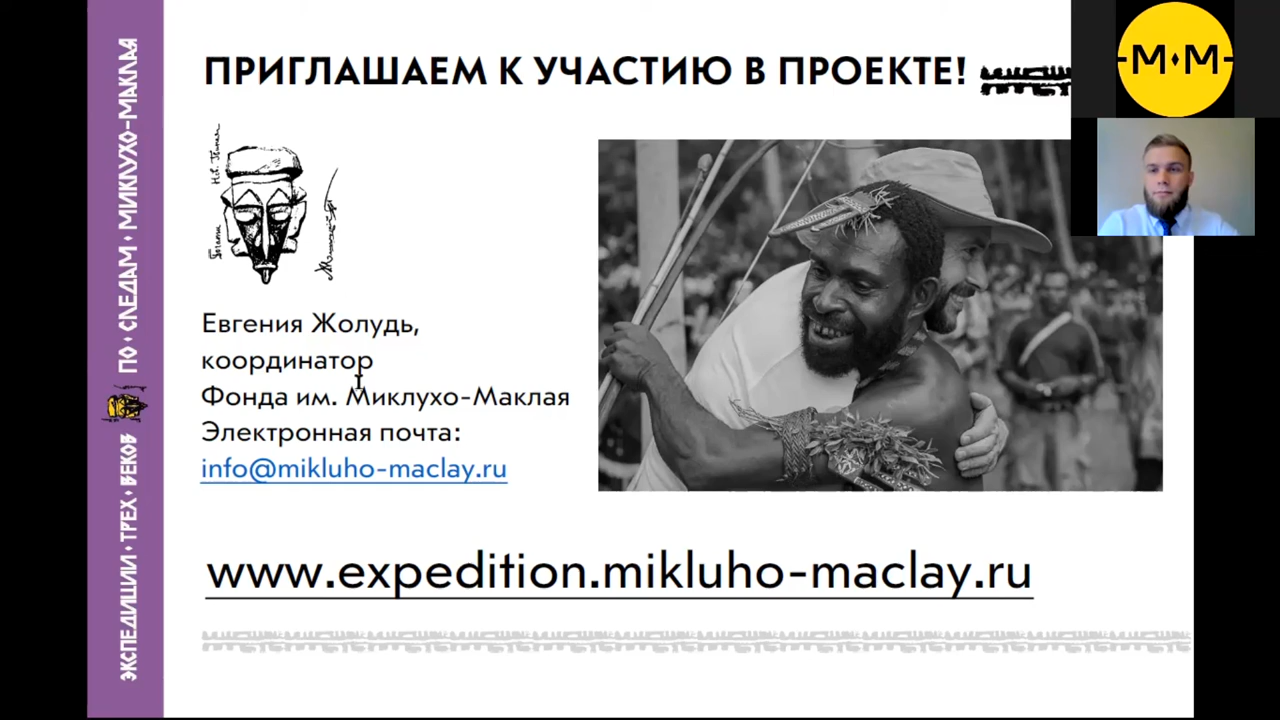 ПРИГЛАШАЕМ К УЧАСТИЮ В ПРОЕКТЕ!
М·М
ЭКСПЕДИЦИИ · ТРЕХ · ВЕКОВ
ПО · СЛЕДАМ · МИКЛУХО-МАКЛАЯ
Евгения Жолудь,
координатор
Фонда им. Миклухо-Маклая
Электронная почта:
info@mikluho-maclay.ru
www.expedition.mikluho-maclay.ru